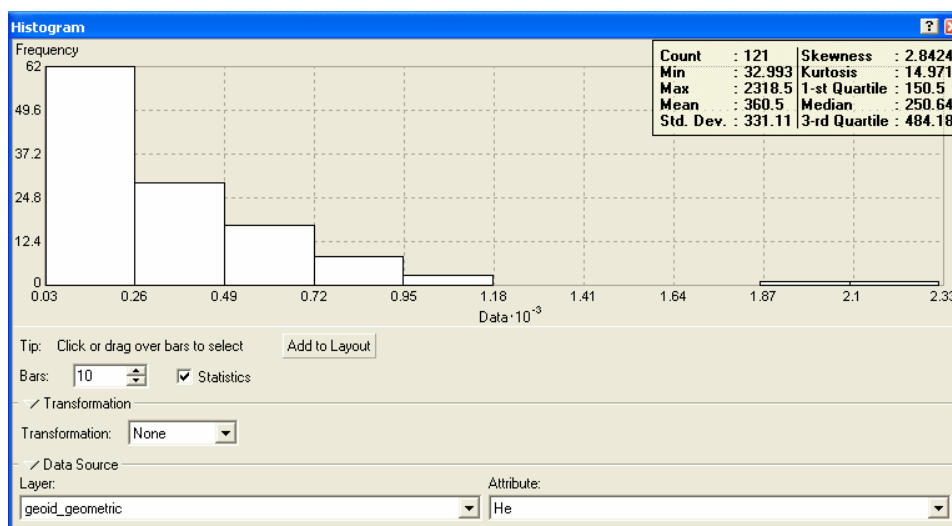 Histogram
Frequency
Count : 121 Skewness : 2.8424
Min : 32.993 Kurtosis : 14.971
Max : 2318.5 1-st Quartile : 150.5
Mean : 360.5 Median : 250.64
Std. Dev. : 331.11 3-rd Quartile : 484.18
62
49.6
37.2
24.8
12.4
0
0.03 0.26 0.49 0.72 0.95 1.18 1.41 1.64 1.87 2.1 2.33
Data·10⁻³
Tip: Click or drag over bars to select Add to Layout
Bars: 10 Statistics
Transformation
Transformation: None
Data Source
Layer: Attribute:
geoid_geometric He